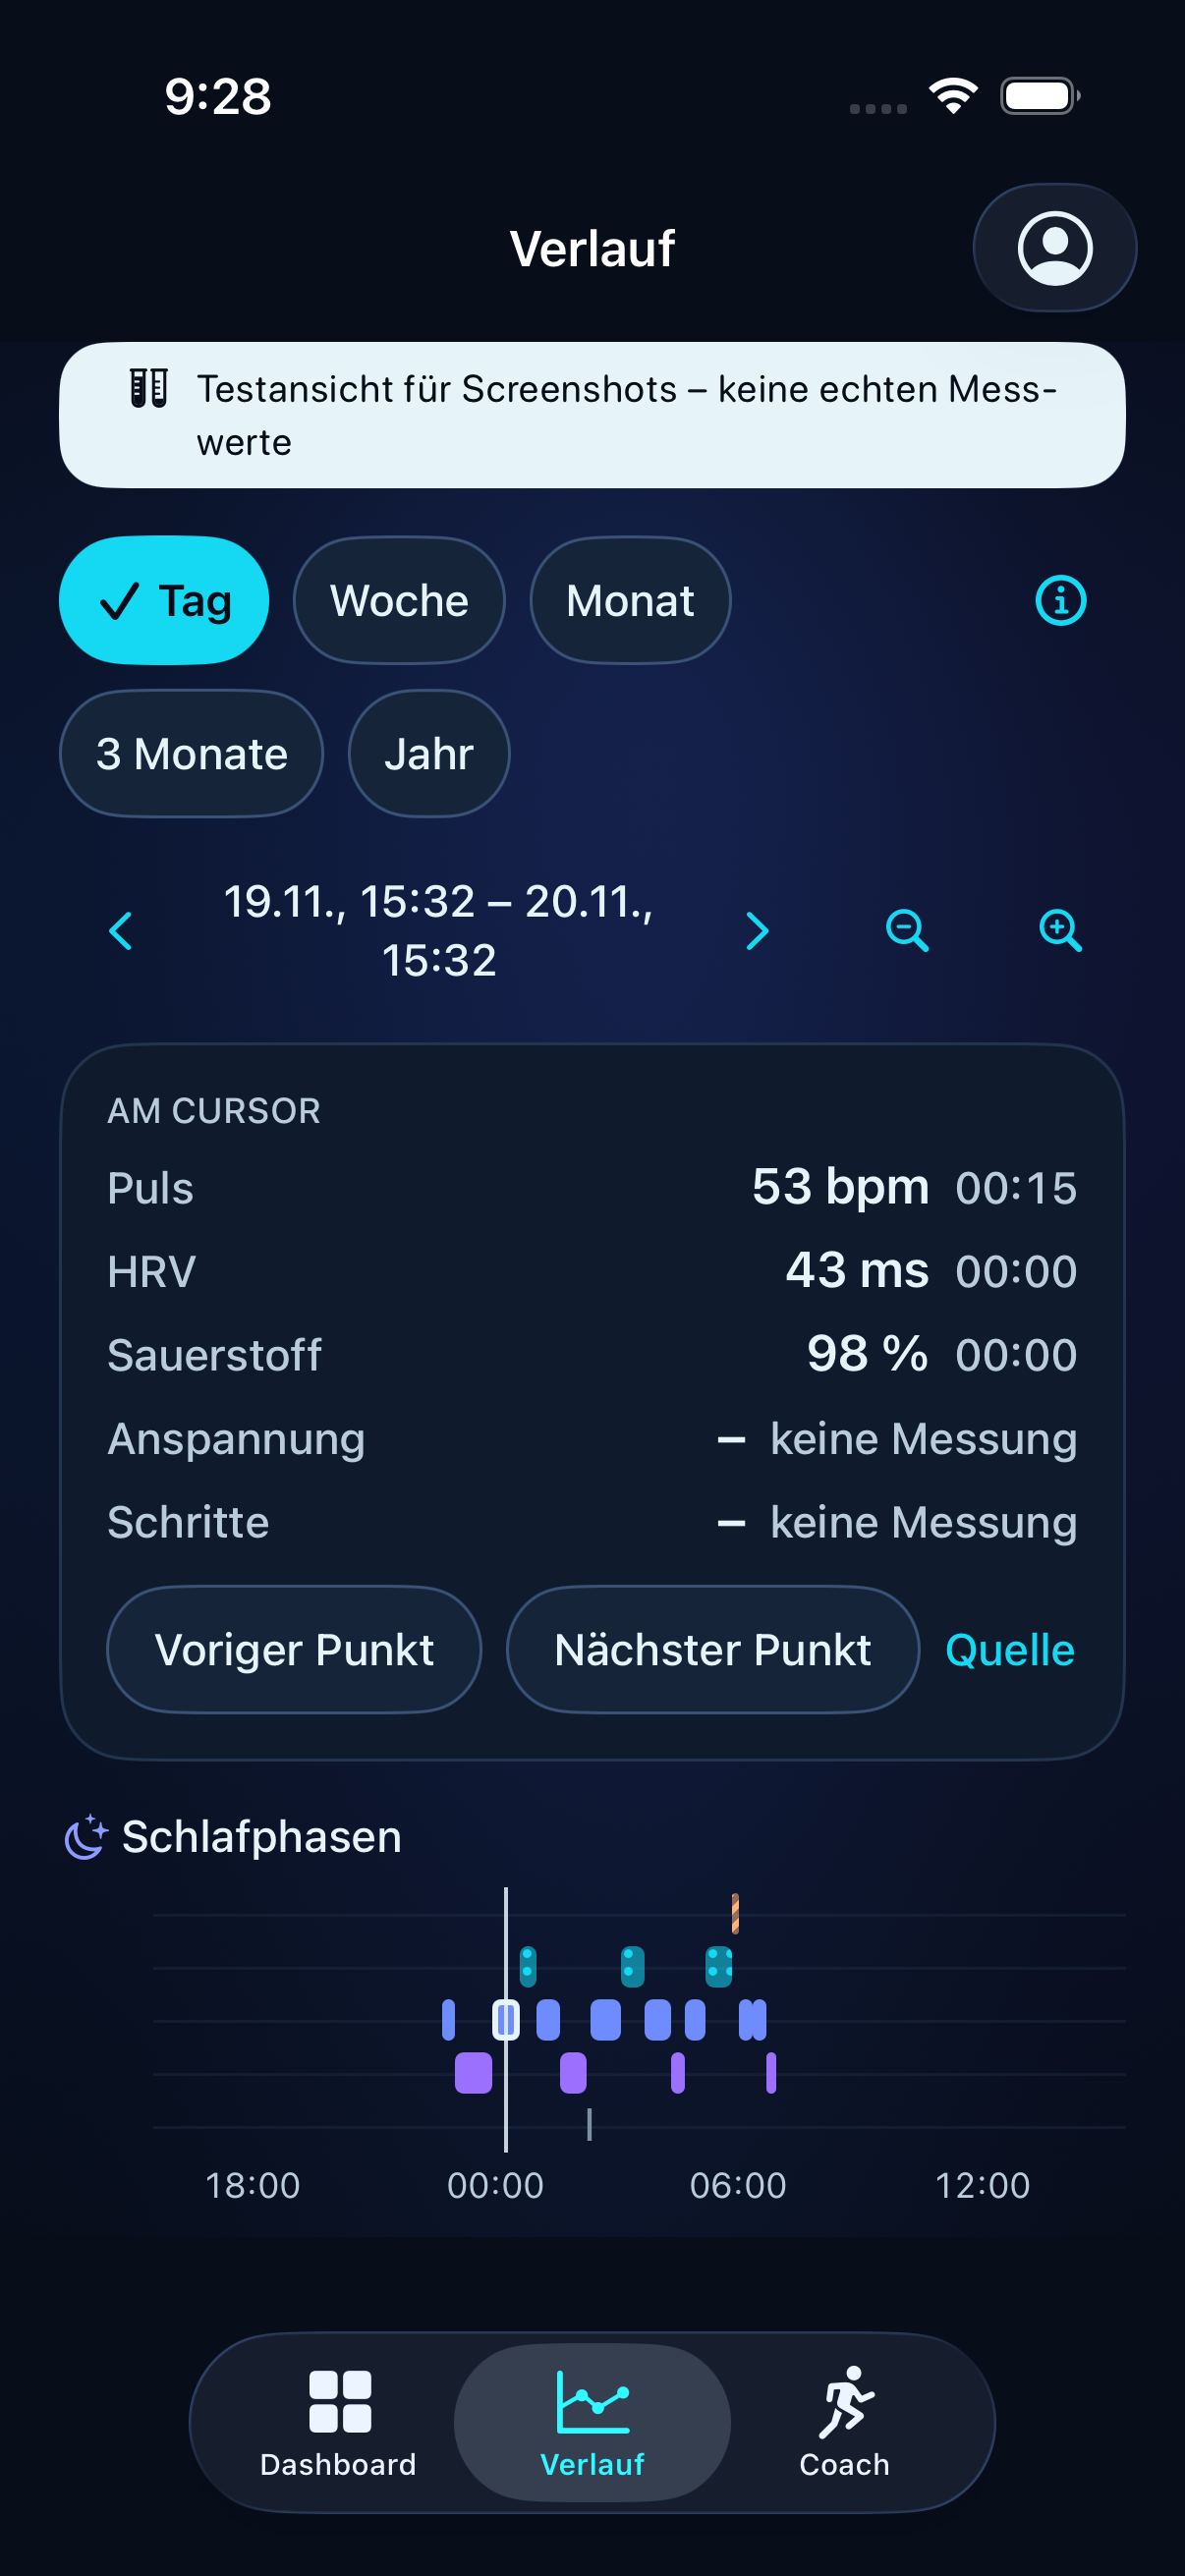 9:28
Verlauf
Testansicht für Screenshots – keine echten Mess-
werte
Tag
Woche
Monat
3 Monate
Jahr
19.11., 15:32 – 20.11.,
15:32
AM CURSOR
Puls 53 bpm 00:15
HRV 43 ms 00:00
Sauerstoff 98 % 00:00
Anspannung – keine Messung
Schritte – keine Messung
Voriger Punkt
Nächster Punkt
Quelle
Schlafphasen
18:00 00:00 06:00 12:00
Dashboard
Verlauf
Coach